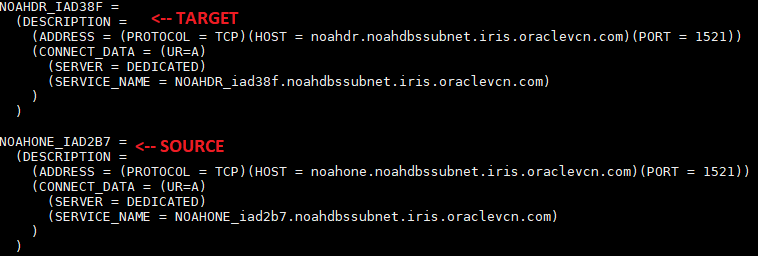 NOAHDR_IAD38F =
(DESCRIPTION = <-- TARGET
(ADDRESS = (PROTOCOL = TCP)(HOST = noahdr.noahdbssubnet.iris.oraclevcn.com)(PORT = 1521))
(CONNECT_DATA = (UR=A)
(SERVER = DEDICATED)
(SERVICE_NAME = NOAHDR_iad38f.noahdbssubnet.iris.oraclevcn.com)
)
)
NOAHONE_IAD2B7 = <-- SOURCE
(DESCRIPTION =
(ADDRESS = (PROTOCOL = TCP)(HOST = noahone.noahdbssubnet.iris.oraclevcn.com)(PORT = 1521))
(CONNECT_DATA = (UR=A)
(SERVER = DEDICATED)
(SERVICE_NAME = NOAHONE_iad2b7.noahdbssubnet.iris.oraclevcn.com)
)
)